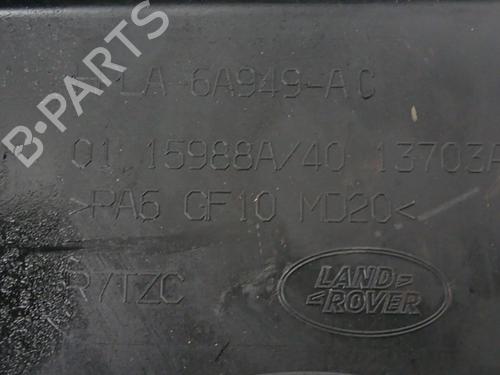 LA 6A949-AC
01.15988A/40 13703A
>PA6 GF10 MD20<
R/TZC
LAND
ROVER
B-PARTS